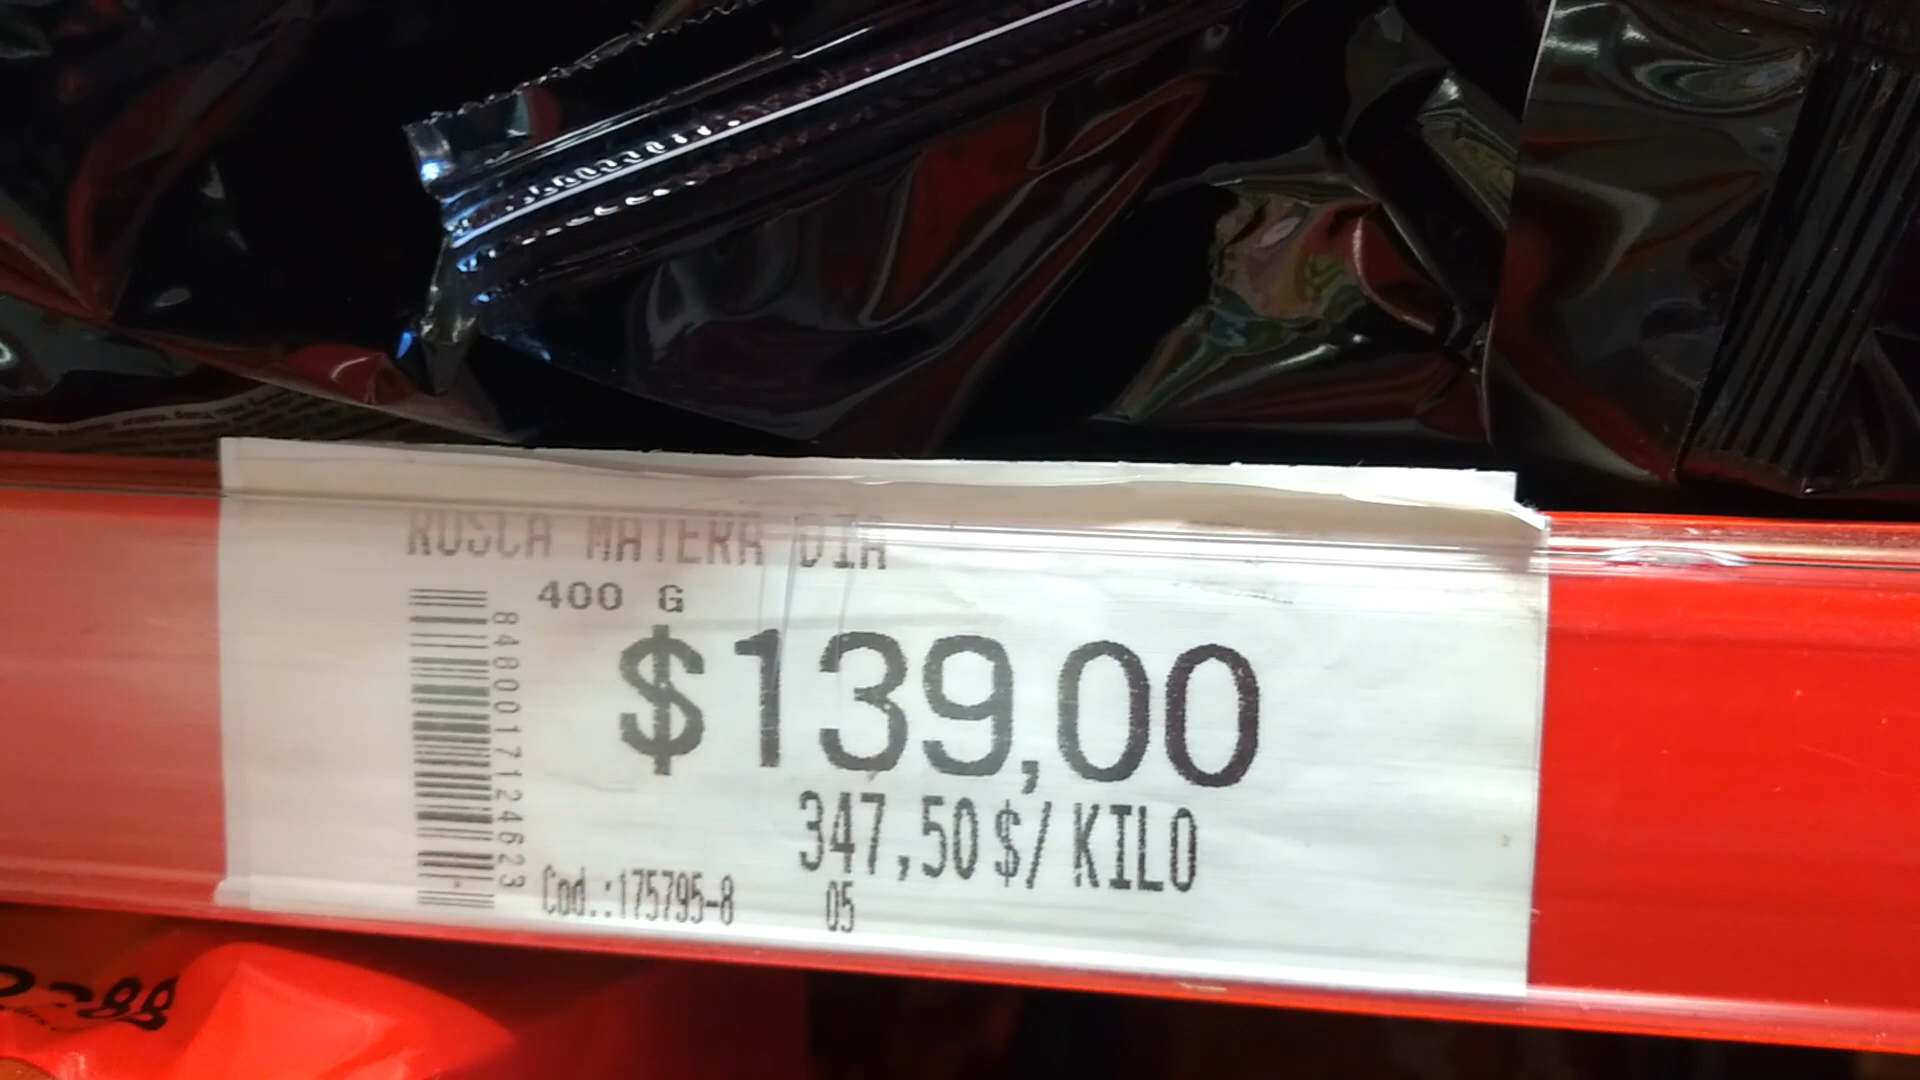 ROSCA MATERA DIA
400 G
$139,00
347,50 $/KILO
8480017124623
Cod.:175795-8 05